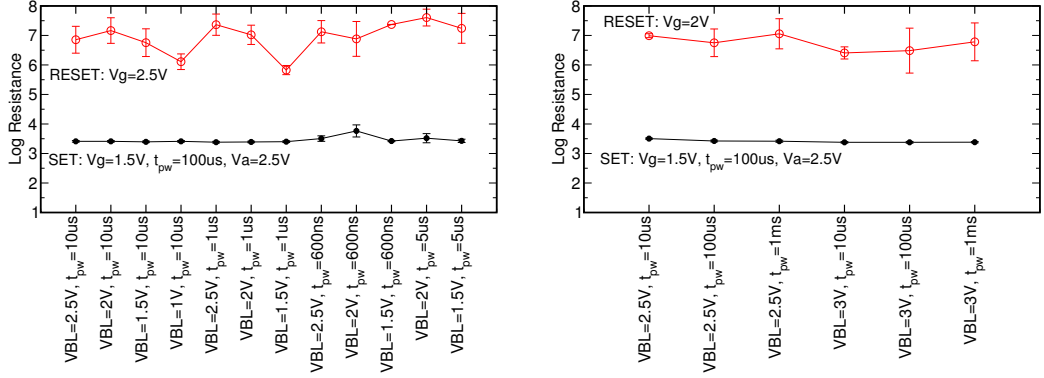 8
7
6
5
4
3
2
1
Log Resistance
RESET: Vg=2.5V
SET: Vg=1.5V, tpw=100us, Va=2.5V
VBL=2.5V, tpw=10us
VBL=2V, tpw=10us
VBL=1.5V, tpw=10us
VBL=1V, tpw=10us
VBL=2.5V, tpw=1us
VBL=2V, tpw=1us
VBL=1.5V, tpw=1us
VBL=2.5V, tpw=600ns
VBL=2V, tpw=600ns
VBL=1.5V, tpw=600ns
VBL=2V, tpw=5us
VBL=1.5V, tpw=5us
8
7
6
5
4
3
2
1
Log Resistance
RESET: Vg=2V
SET: Vg=1.5V, tpw=100us, Va=2.5V
VBL=2.5V, tpw=10us
VBL=2.5V, tpw=100us
VBL=2.5V, tpw=1ms
VBL=3V, tpw=10us
VBL=3V, tpw=100us
VBL=3V, tpw=1ms